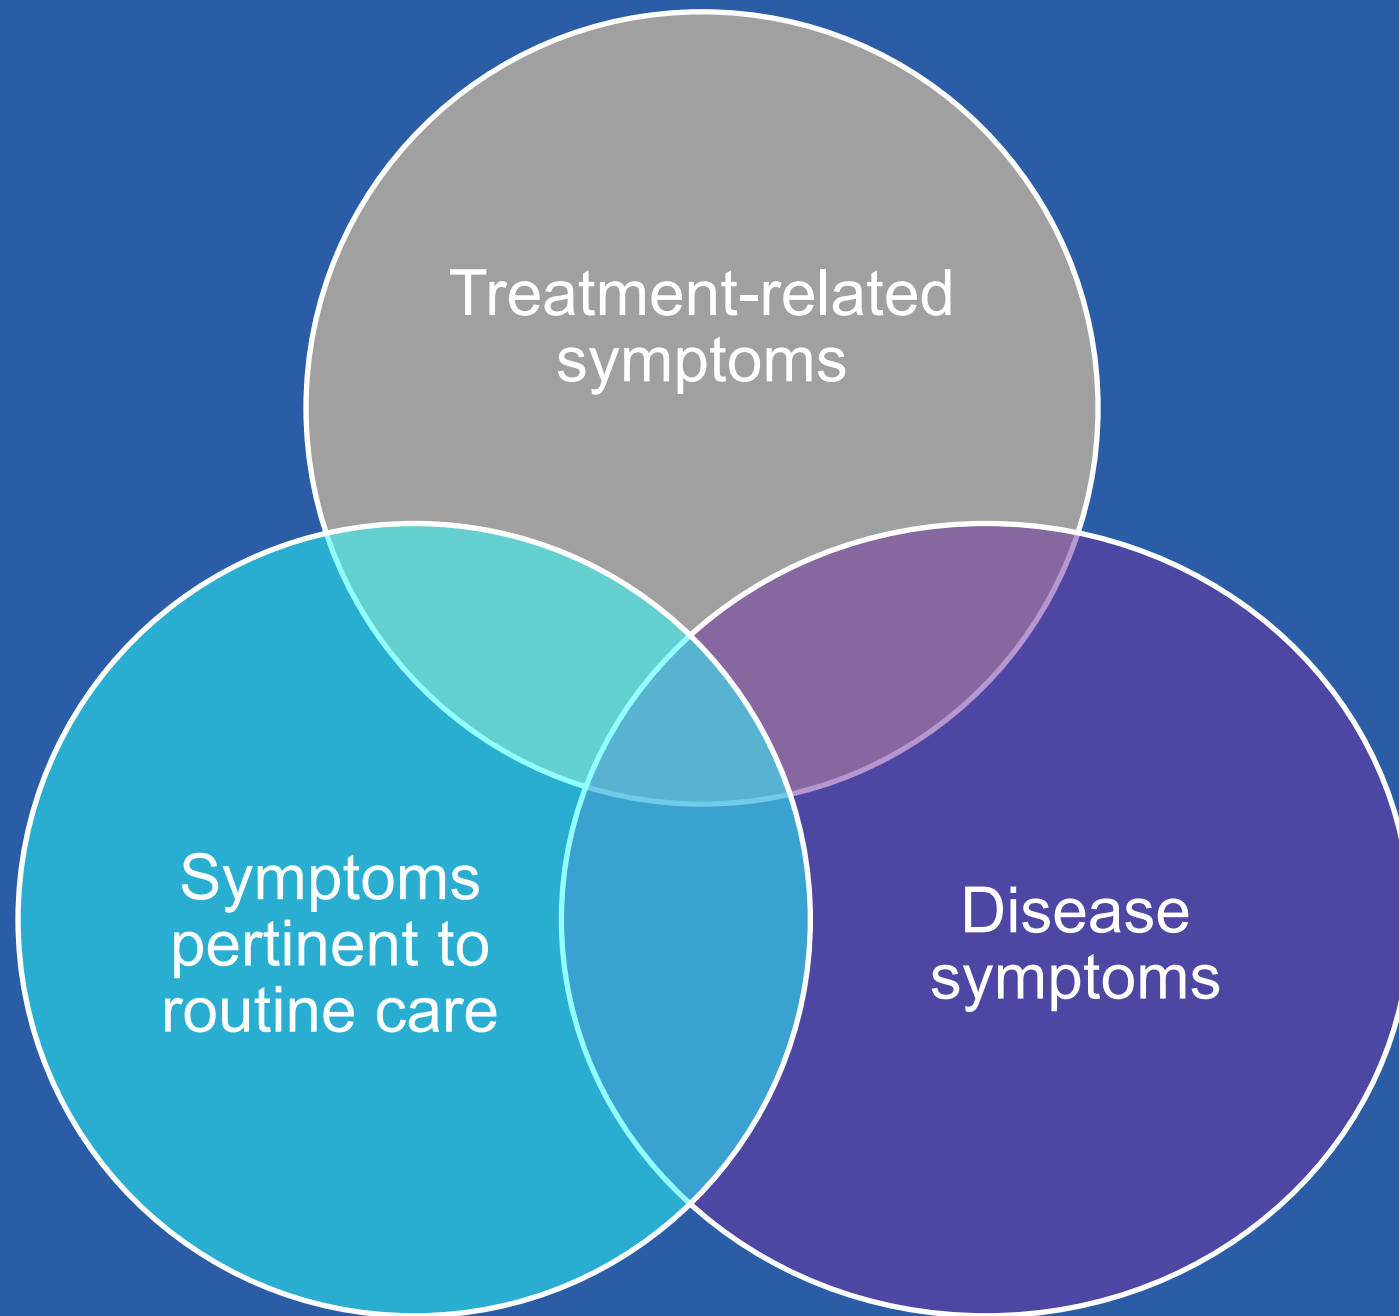 Treatment-related
symptoms
Symptoms
pertinent to
routine care
Disease
symptoms